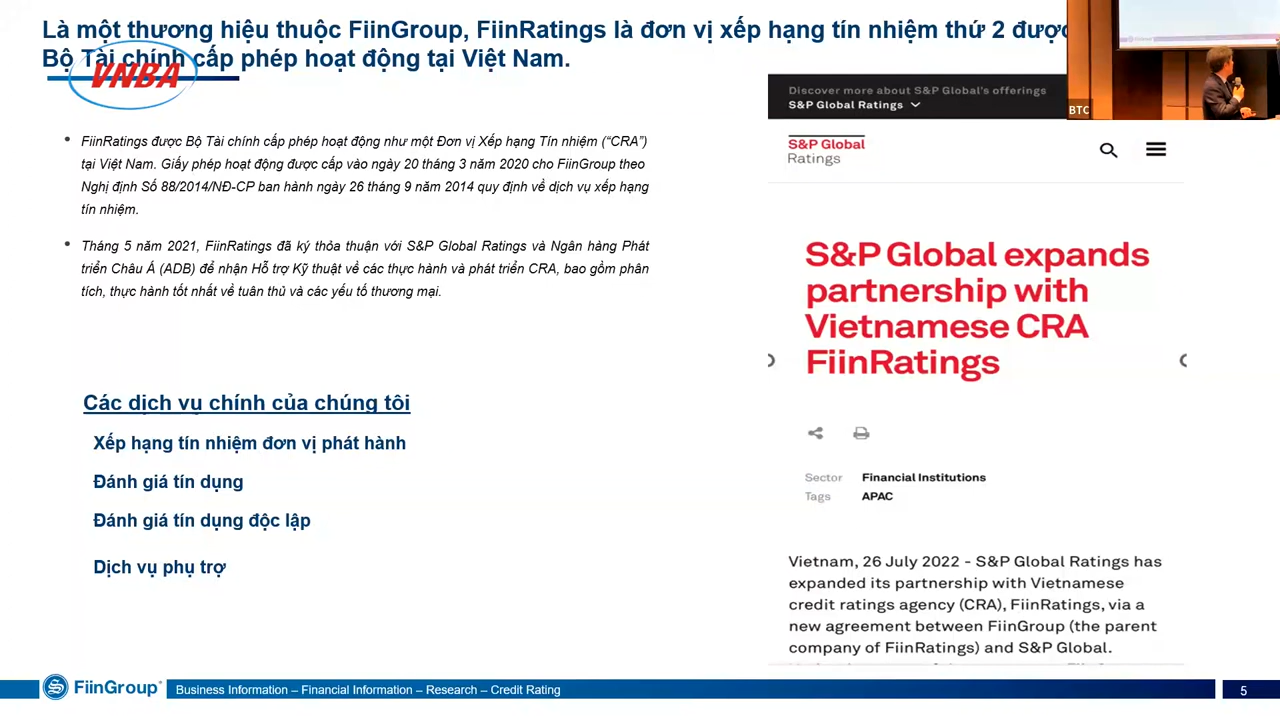 Là một thương hiệu thuộc FiinGroup, FiinRatings là đơn vị xếp hạng tín nhiệm thứ 2 được
Bộ Tài chính cấp phép hoạt động tại Việt Nam.
VNBA
BTC
FiinRatings được Bộ Tài chính cấp phép hoạt động như một Đơn vị Xếp hạng Tín nhiệm (“CRA”)
tại Việt Nam. Giấy phép hoạt động được cấp vào ngày 20 tháng 3 năm 2020 cho FiinGroup theo
Nghị định Số 88/2014/NĐ-CP ban hành ngày 26 tháng 9 năm 2014 quy định về dịch vụ xếp hạng
tín nhiệm.
Tháng 5 năm 2021, FiinRatings đã ký thỏa thuận với S&P Global Ratings và Ngân hàng Phát
triển Châu Á (ADB) để nhận Hỗ trợ Kỹ thuật về các thực hành và phát triển CRA, bao gồm phân
tích, thực hành tốt nhất về tuân thủ và các yếu tố thương mại.
Các dịch vụ chính của chúng tôi
Xếp hạng tín nhiệm đơn vị phát hành
Đánh giá tín dụng
Đánh giá tín dụng độc lập
Dịch vụ phụ trợ
Discover more about S&P Global's offerings
S&P Global Ratings
S&P Global
Ratings
S&P Global expands
partnership with
Vietnamese CRA
FiinRatings
Sector Financial Institutions
Tags APAC
Vietnam, 26 July 2022 - S&P Global Ratings has
expanded its partnership with Vietnamese
credit ratings agency (CRA), FiinRatings, via a
new agreement between FiinGroup (the parent
company of FiinRatings) and S&P Global.
FiinGroup
Business Information – Financial Information – Research – Credit Rating
5